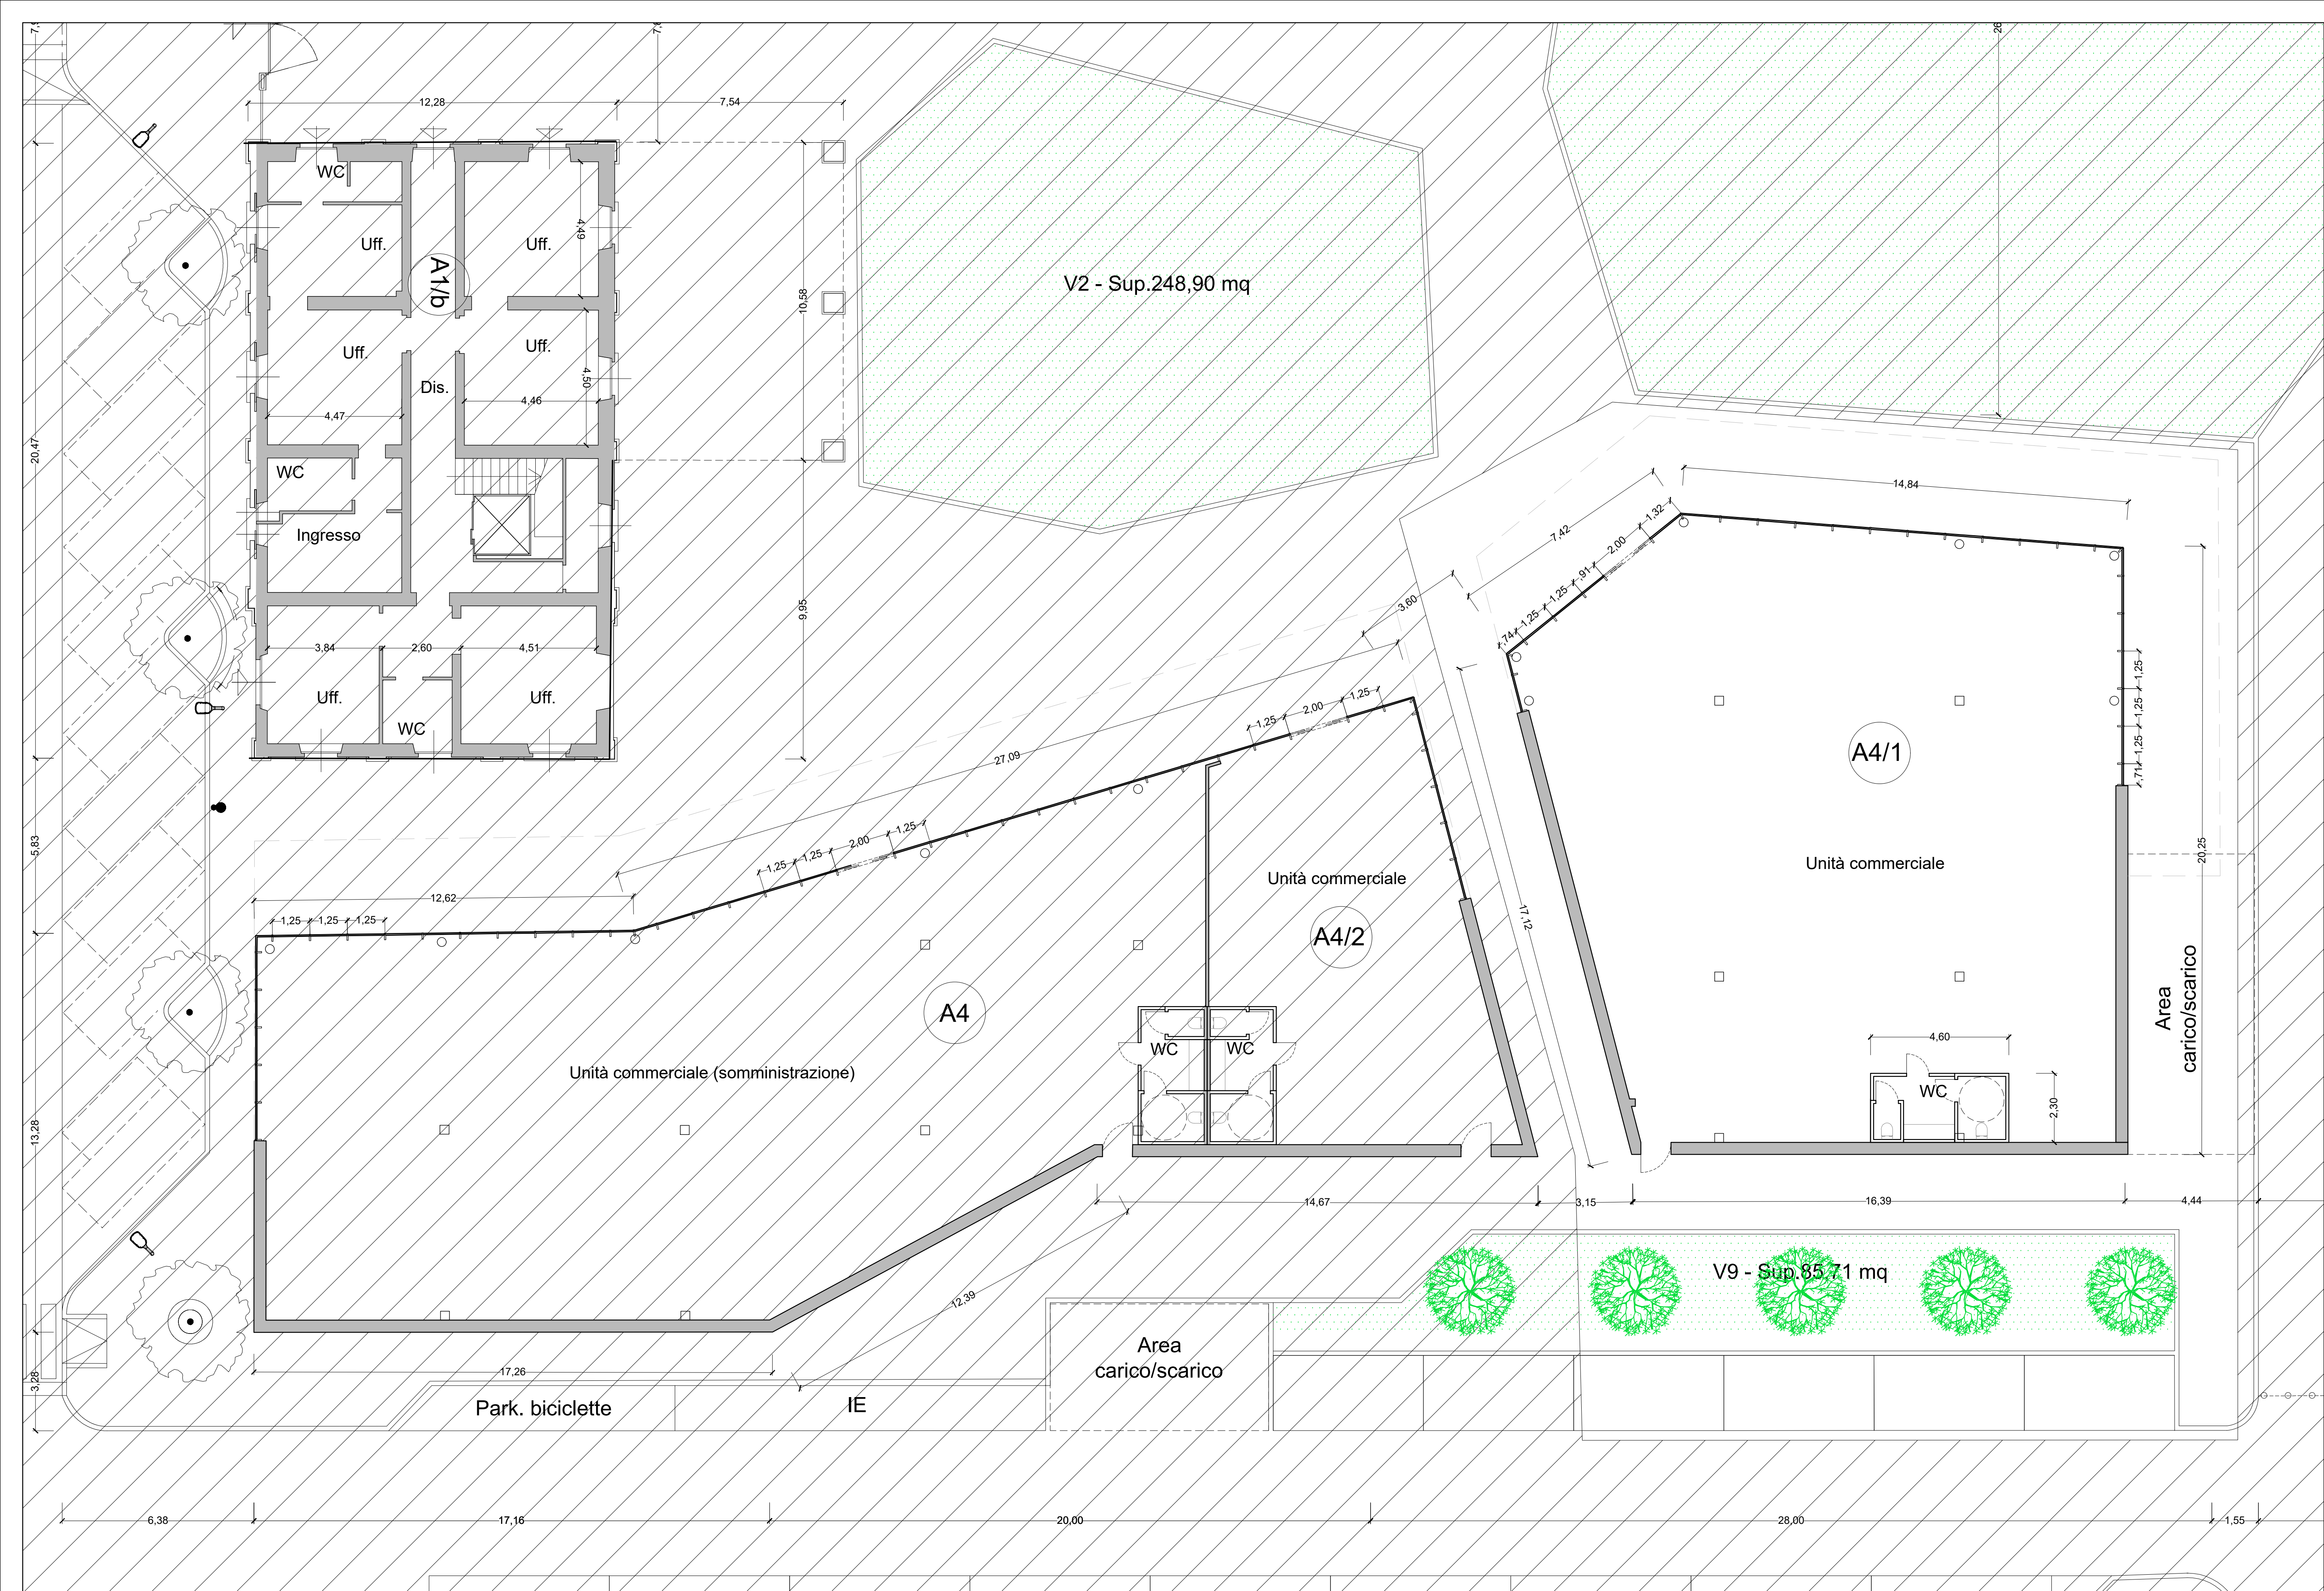 12,28
7,54
WC
Uff.
Uff.
4,49
A1/b
10,58
V2 - Sup.248,90 mq
Uff.
Uff.
Dis.
4,50
4,46
4,47
20,47
WC
Ingresso
14,84
1,32
7,42
2,00
,91
1,25
1,25
,74
3,60
9,95
3,84
2,60
4,51
Uff.
Uff.
WC
1,25
2,00
1,25
27,09
1,25
1,25
1,25
,71
A4/1
5,83
1,25
2,00
1,25
1,25
20,25
Unità commerciale
Unità commerciale
12,62
1,25
1,25
1,25
17,12
A4/2
A4
Area
carico/scarico
4,60
WC
WC
Unità commerciale (somministrazione)
WC
2,30
13,28
14,67
3,15
16,39
4,44
V9 - Sup.85,71 mq
12,39
Area
carico/scarico
17,26
3,28
Park. biciclette
IE
6,38
17,16
20,00
28,00
1,55